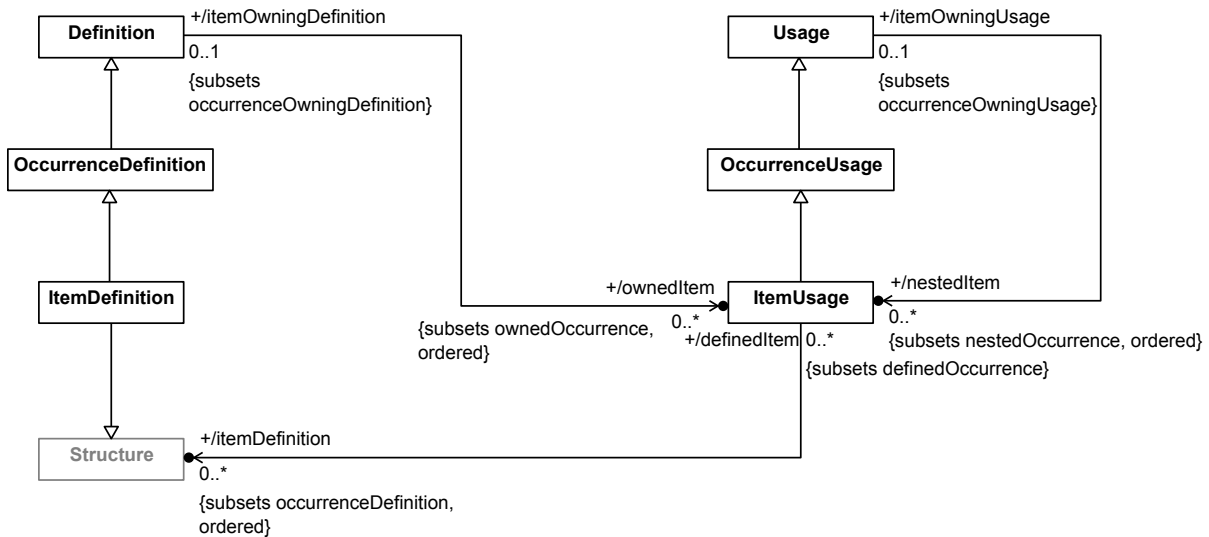 +/itemOwningDefinition
+/itemOwningUsage
Definition
Usage
0..1
0..1
{subsets
occurrenceOwningDefinition}
{subsets
occurrenceOwningUsage}
OccurrenceDefinition
OccurrenceUsage
ItemDefinition
+/ownedItem
ItemUsage
+/nestedItem
0..*
0..*
{subsets ownedOccurrence,
ordered}
+/definedItem 0..*
{subsets nestedOccurrence, ordered}
{subsets definedOccurrence}
Structure
+/itemDefinition
0..*
{subsets occurrenceDefinition,
ordered}